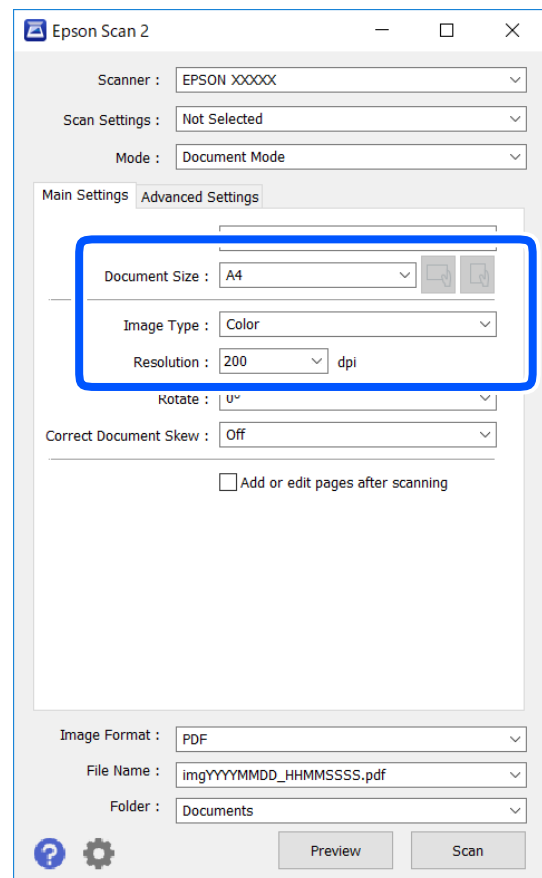 Epson Scan 2
Scanner : EPSON XXXXX
Scan Settings : Not Selected
Mode : Document Mode
Main Settings Advanced Settings
Document Size : A4
Image Type : Color
Resolution : 200 dpi
Rotate : 0°
Correct Document Skew : Off
Add or edit pages after scanning
Image Format : PDF
File Name : imgYYYYMMDD_HHMMSSSS.pdf
Folder : Documents
? Preview Scan